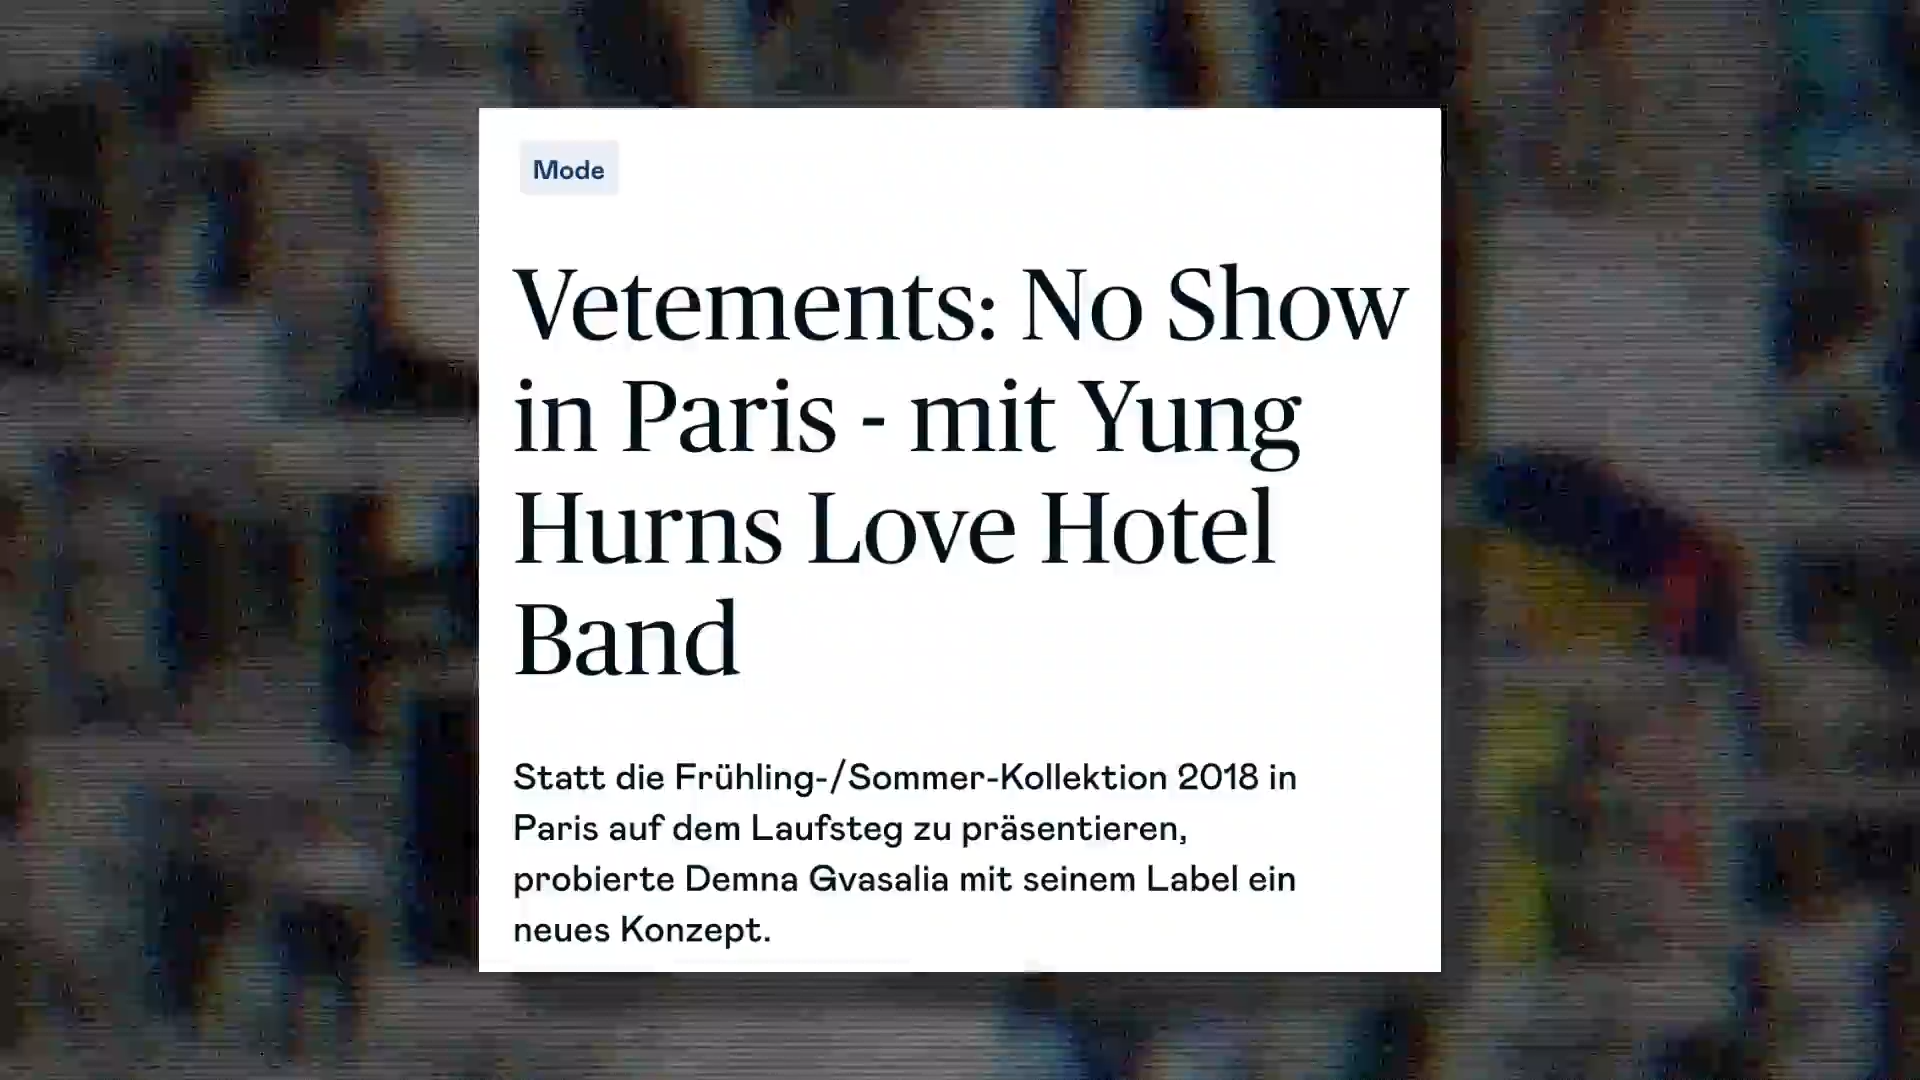 Mode
Vetements: No Show
in Paris - mit Yung
Hurns Love Hotel
Band
Statt die Frühling-/Sommer-Kollektion 2018 in
Paris auf dem Laufsteg zu präsentieren,
probierte Demna Gvasalia mit seinem Label ein
neues Konzept.